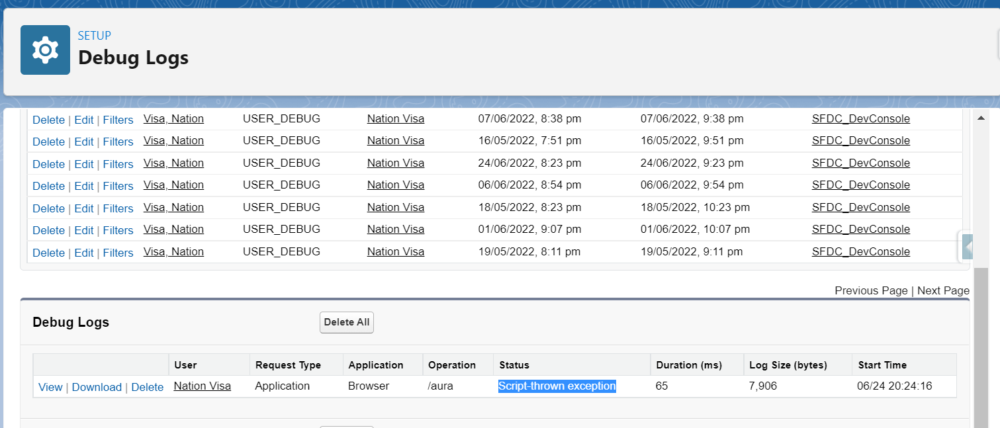 SETUP
Debug Logs
Delete | Edit | Filters Visa, Nation USER_DEBUG Nation Visa 07/06/2022, 8:38 pm 07/06/2022, 9:38 pm SFDC_DevConsole
Delete | Edit | Filters Visa, Nation USER_DEBUG Nation Visa 16/05/2022, 7:51 pm 16/05/2022, 9:51 pm SFDC_DevConsole
Delete | Edit | Filters Visa, Nation USER_DEBUG Nation Visa 24/06/2022, 8:23 pm 24/06/2022, 9:23 pm SFDC_DevConsole
Delete | Edit | Filters Visa, Nation USER_DEBUG Nation Visa 06/06/2022, 8:54 pm 06/06/2022, 9:54 pm SFDC_DevConsole
Delete | Edit | Filters Visa, Nation USER_DEBUG Nation Visa 18/05/2022, 8:23 pm 18/05/2022, 10:23 pm SFDC_DevConsole
Delete | Edit | Filters Visa, Nation USER_DEBUG Nation Visa 01/06/2022, 9:07 pm 01/06/2022, 10:07 pm SFDC_DevConsole
Delete | Edit | Filters Visa, Nation USER_DEBUG Nation Visa 19/05/2022, 8:11 pm 19/05/2022, 9:11 pm SFDC_DevConsole
Previous Page | Next Page
Debug Logs Delete All
User Request Type Application Operation Status Duration (ms) Log Size (bytes) Start Time
View | Download | Delete Nation Visa Application Browser /aura Script-thrown exception 65 7,906 06/24 20:24:16